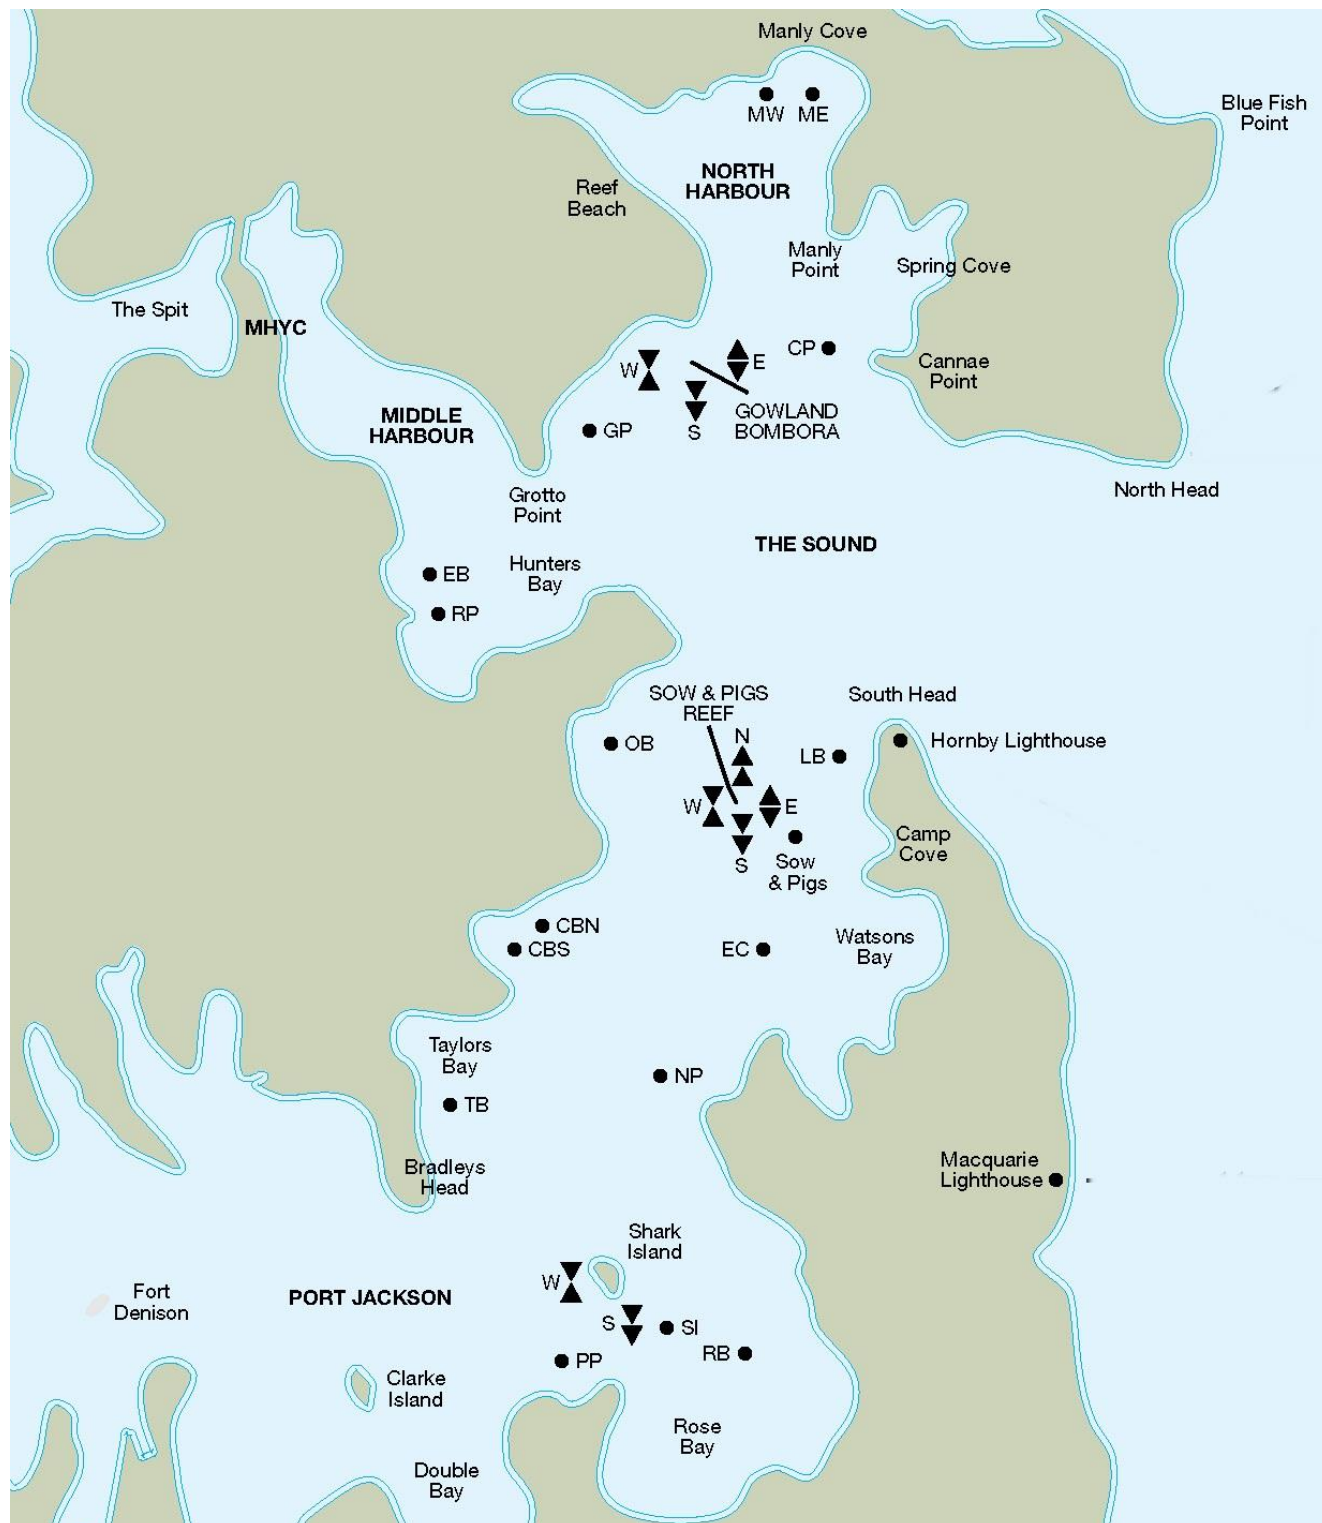 Manly Cove
MW
ME
Blue Fish
Point
NORTH
HARBOUR
Reef
Beach
Manly
Point
Spring Cove
The Spit
MHYC
CP
W
E
Cannae
Point
MIDDLE
HARBOUR
GOWLAND
BOMBORA
S
GP
North Head
Grotto
Point
THE SOUND
Hunters
Bay
EB
RP
SOW & PIGS
REEF
South Head
N
OB
LB
Hornby Lighthouse
W
E
Camp
Cove
S
Sow
& Pigs
CBN
CBS
EC
Watsons
Bay
Taylors
Bay
NP
TB
Bradleys
Head
Macquarie
Lighthouse
Shark
Island
W
Fort
Denison
PORT JACKSON
S
SI
RB
PP
Clarke
Island
Rose
Bay
Double
Bay